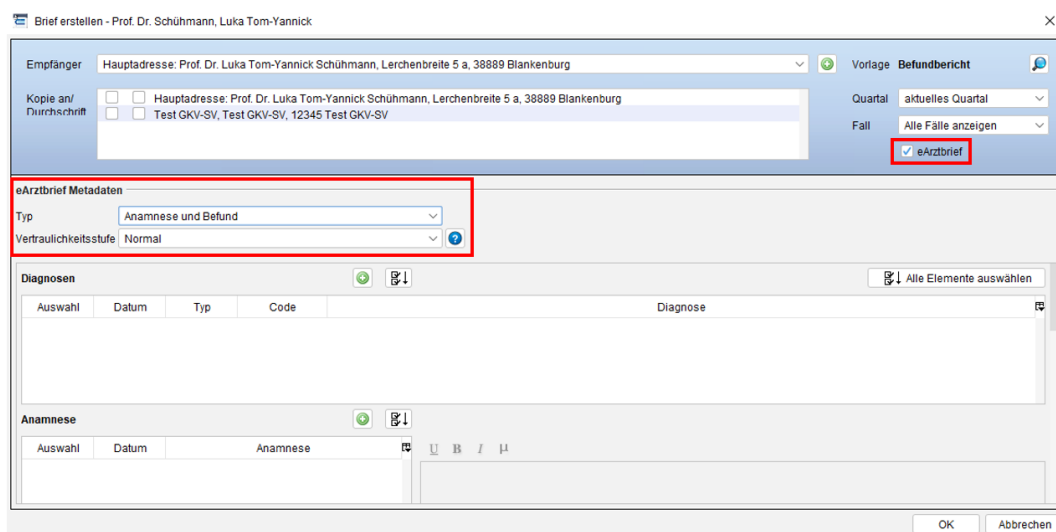 Brief erstellen - Prof. Dr. Schühmann, Luka Tom-Yannick
Empfänger Hauptadresse: Prof. Dr. Luka Tom-Yannick Schühmann, Lerchenbreite 5 a, 38889 Blankenburg Vorlage Befundbericht
Kopie an/ Hauptadresse: Prof. Dr. Luka Tom-Yannick Schühmann, Lerchenbreite 5 a, 38889 Blankenburg Quartal aktuelles Quartal
Durchschrift Test GKV-SV, Test GKV-SV, 12345 Test GKV-SV
Fall Alle Fälle anzeigen
eArztbrief
eArztbrief Metadaten
Typ Anamnese und Befund
Vertraulichkeitsstufe Normal
Diagnosen Alle Elemente auswählen
Auswahl Datum Typ Code Diagnose
Anamnese
Auswahl Datum Anamnese U B I µ
OK Abbrechen